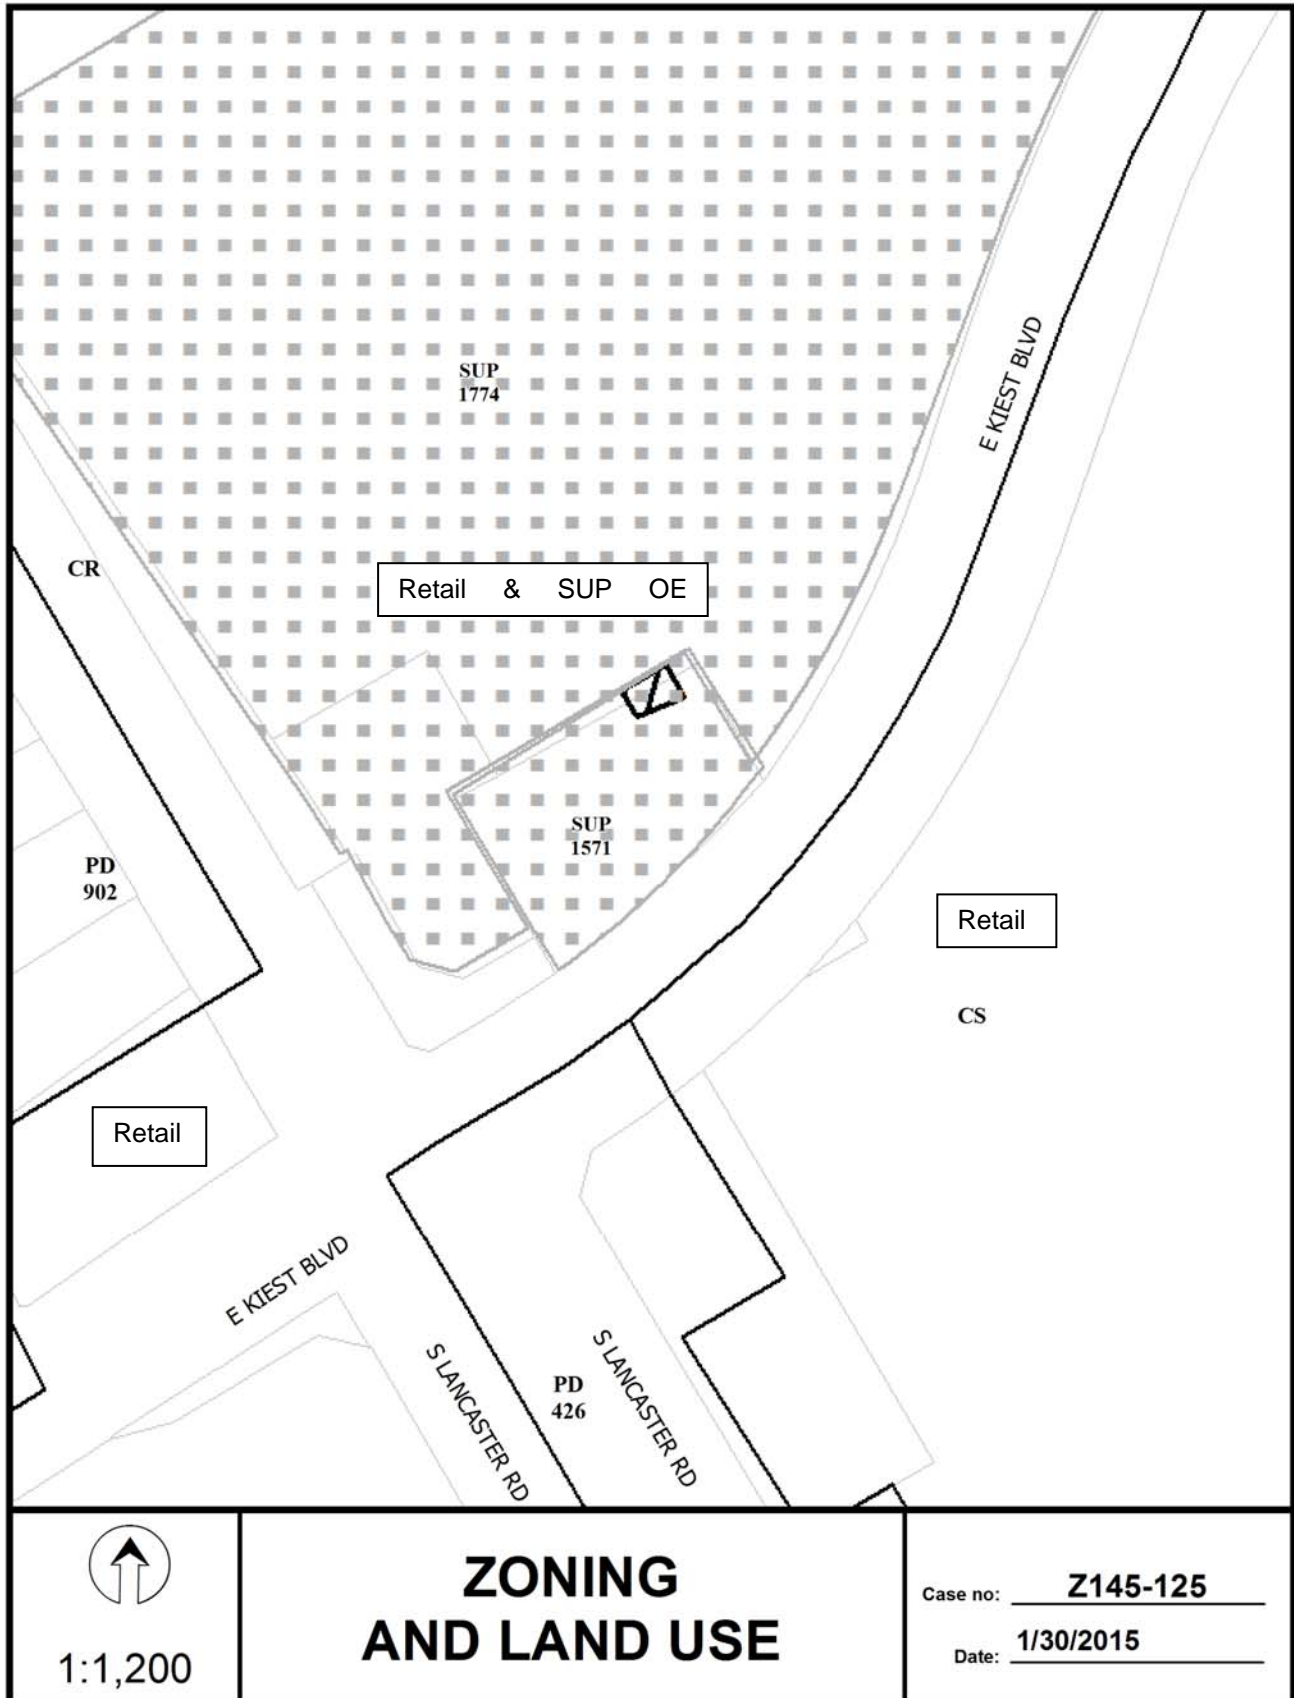 E KIEST BLVD
SUP
1774
CR
Retail & SUP OE
SUP
1571
PD
902
Retail
CS
Retail
E KIEST BLVD
S LANCASTER RD
PD
426
S LANCASTER RD
1:1,200
ZONING
AND LAND USE
Case no: Z145-125
Date: 1/30/2015